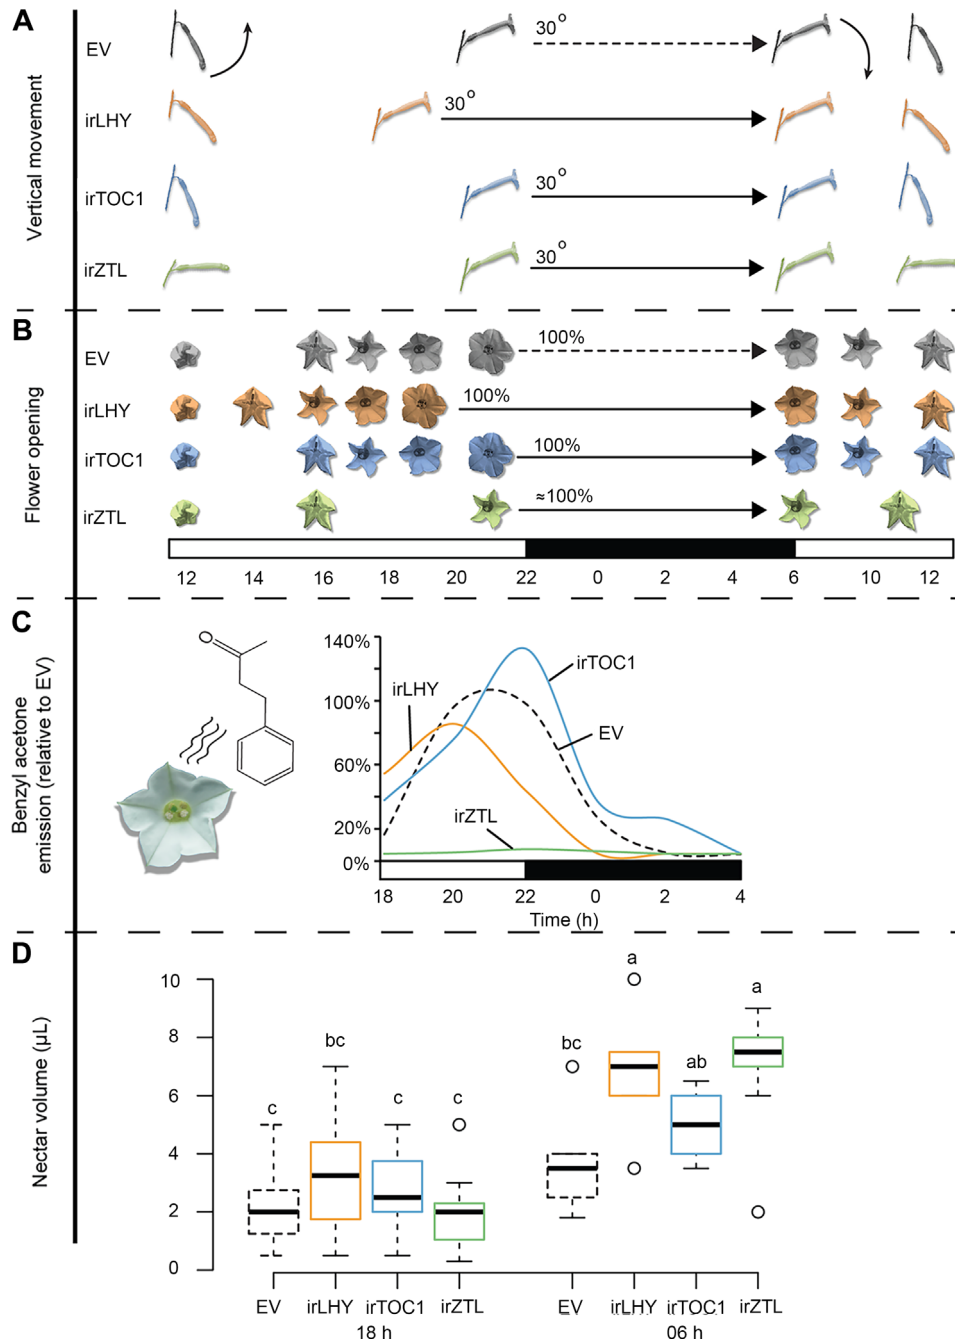 A
Vertical movement
EV
30°
irLHY
30°
irTOC1
30°
irZTL
30°
B
Flower opening
EV
100%
irLHY
100%
irTOC1
100%
irZTL
≈100%
12 14 16 18 20 22 0 2 4 6 10 12
C
Benzyl acetone
emission (relative to EV)
O
140%
100%
60%
20%
0%
irTOC1
irLHY
EV
irZTL
18 20 22 0 2 4
Time (h)
D
Nectar volume (µL)
10
8
6
4
2
0
c bc c c bc a ab a
EV irLHY irTOC1 irZTL EV irLHY irTOC1 irZTL
18 h 06 h